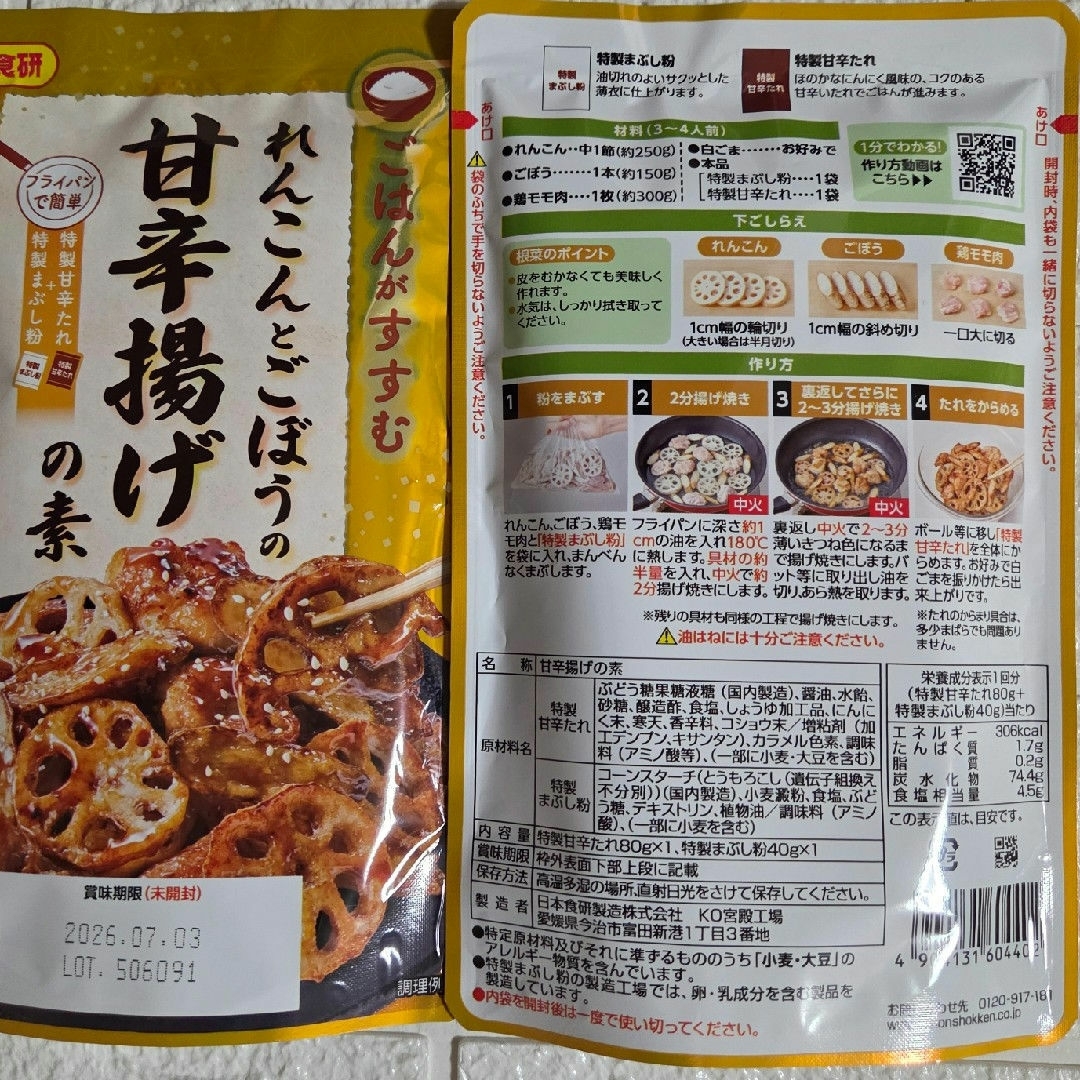 食研
ごはんがすすむ
れんこんとごぼうの
甘辛揚げ
の素
フライパン
で簡単
特製甘辛たれ
+
特製まぶし粉
特製
まぶし粉
特製
甘辛たれ
賞味期限(未開封)
2026.07.03
LOT. 506091
調理例
特製
まぶし粉
特製まぶし粉
油切れのよいサクッとした
薄衣に仕上がります。
特製
甘辛たれ
特製甘辛たれ
ほのかなにんにく風味の、コクのある
甘辛いたれでごはんが進みます。
あけ口
⚠袋のふちで手を切らないようご注意ください。
あけ口
開封時、内袋も一緒に切らないようご注意ください。
材料(3〜4人前)
●れんこん‥中1節(約250g)
●ごぼう‥‥‥1本(約150g)
●鶏モモ肉‥‥1枚(約300g)
●白ごま‥‥‥お好みで
●本品
[特製まぶし粉‥‥1袋
特製甘辛たれ‥‥1袋
1分でわかる!
作り方動画は
こちら▶▶
下ごしらえ
根菜のポイント
●皮をむかなくても美味しく
作れます。
●水気は、しっかり拭き取って
ください。
れんこん
1cm幅の輪切り
(大きい場合は半月切り)
ごぼう
1cm幅の斜め切り
鶏モモ肉
一口大に切る
作り方
1 粉をまぶす
れんこん、ごぼう、鶏モ
モ肉と「特製まぶし粉」
を袋に入れ、まんべん
なくまぶします。
2 2分揚げ焼き
中火
フライパンに深さ約1
cmの油を入れ180℃
に熱します。具材の約
半量を入れ、中火で約
2分揚げ焼きにします。
3 裏返してさらに
2〜3分揚げ焼き
中火
裏返し中火で2〜3分
薄いきつね色になるま
で揚げ焼きにします。バ
ット等に取り出し油を
切り、あら熱を取ります。
4 たれをからめる
ボール等に移し「特製
甘辛たれ」を全体にか
らめます。お好みで白
ごまを振りかけたら出
来上がりです。
※残りの具材も同様の工程で揚げ焼きにします。
⚠油はねには十分ご注意ください。
※たれのからまり具合は、
多少まばらでも問題あり
ません。
名称 甘辛揚げの素
原材料名
特製
甘辛たれ
ぶどう糖果糖液糖(国内製造)、醤油、水飴、
砂糖、醸造酢、食塩、しょうゆ加工品、にんに
く末、寒天、香辛料、コショウ末/増粘剤(加
工デンプン、キサンタン)、カラメル色素、調味
料(アミノ酸等)、(一部に小麦・大豆を含む)
特製
まぶし粉
コーンスターチ(とうもろこし(遺伝子組換え
不分別))(国内製造)、小麦澱粉、食塩、ぶど
う糖、デキストリン、植物油/調味料(アミノ
酸)、(一部に小麦を含む)
内容量 特製甘辛たれ80g×1、特製まぶし粉40g×1
賞味期限 枠外表面下部上段に記載
保存方法 高温多湿の場所、直射日光をさけて保存してください。
製造者 日本食研製造株式会社 KO宮殿工場
愛媛県今治市富田新港1丁目3番地
栄養成分表示1回分
(特製甘辛たれ80g+
特製まぶし粉40g)当たり
エネルギー 306kcal
たんぱく質 1.7g
脂質 0.2g
炭水化物 74.4g
食塩相当量 4.5g
この表示値は、目安です。
●特定原材料及びそれに準ずるもののうち「小麦・大豆」の
アレルギー物質を含んでいます。
●特製まぶし粉の製造工場では、卵・乳成分を含む製品を
製造しています。
●内袋を開封後は一度で使い切ってください。
131604402
0120-917-181
onshokken.co.jp